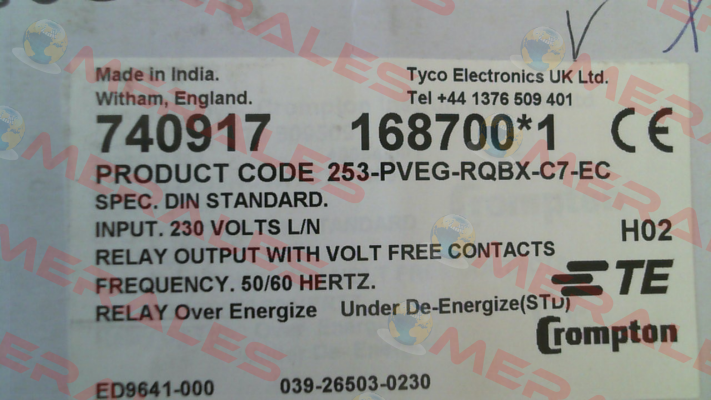 Made in India. Tyco Electronics UK Ltd.
Witham, England. Tel +44 1376 509 401
740917 168700*1 CE
PRODUCT CODE 253-PVEG-RQBX-C7-EC
SPEC. DIN STANDARD.
INPUT. 230 VOLTS L/N H02
RELAY OUTPUT WITH VOLT FREE CONTACTS
FREQUENCY. 50/60 HERTZ. TE
RELAY Over Energize Under De-Energize(STD)
Crompton
ED9641-000 039-26503-0230
MERALES